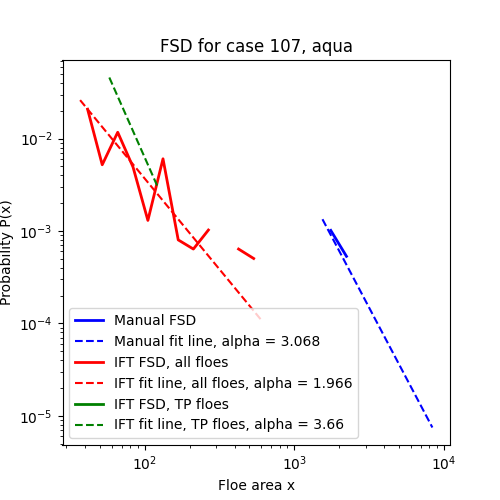 FSD for case 107, aqua
Probability P(x)
10⁻²
10⁻³
10⁻⁴
10⁻⁵
Manual FSD
Manual fit line, alpha = 3.068
IFT FSD, all floes
IFT fit line, all floes, alpha = 1.966
IFT FSD, TP floes
IFT fit line, TP floes, alpha = 3.66
10² 10³ 10⁴
Floe area x